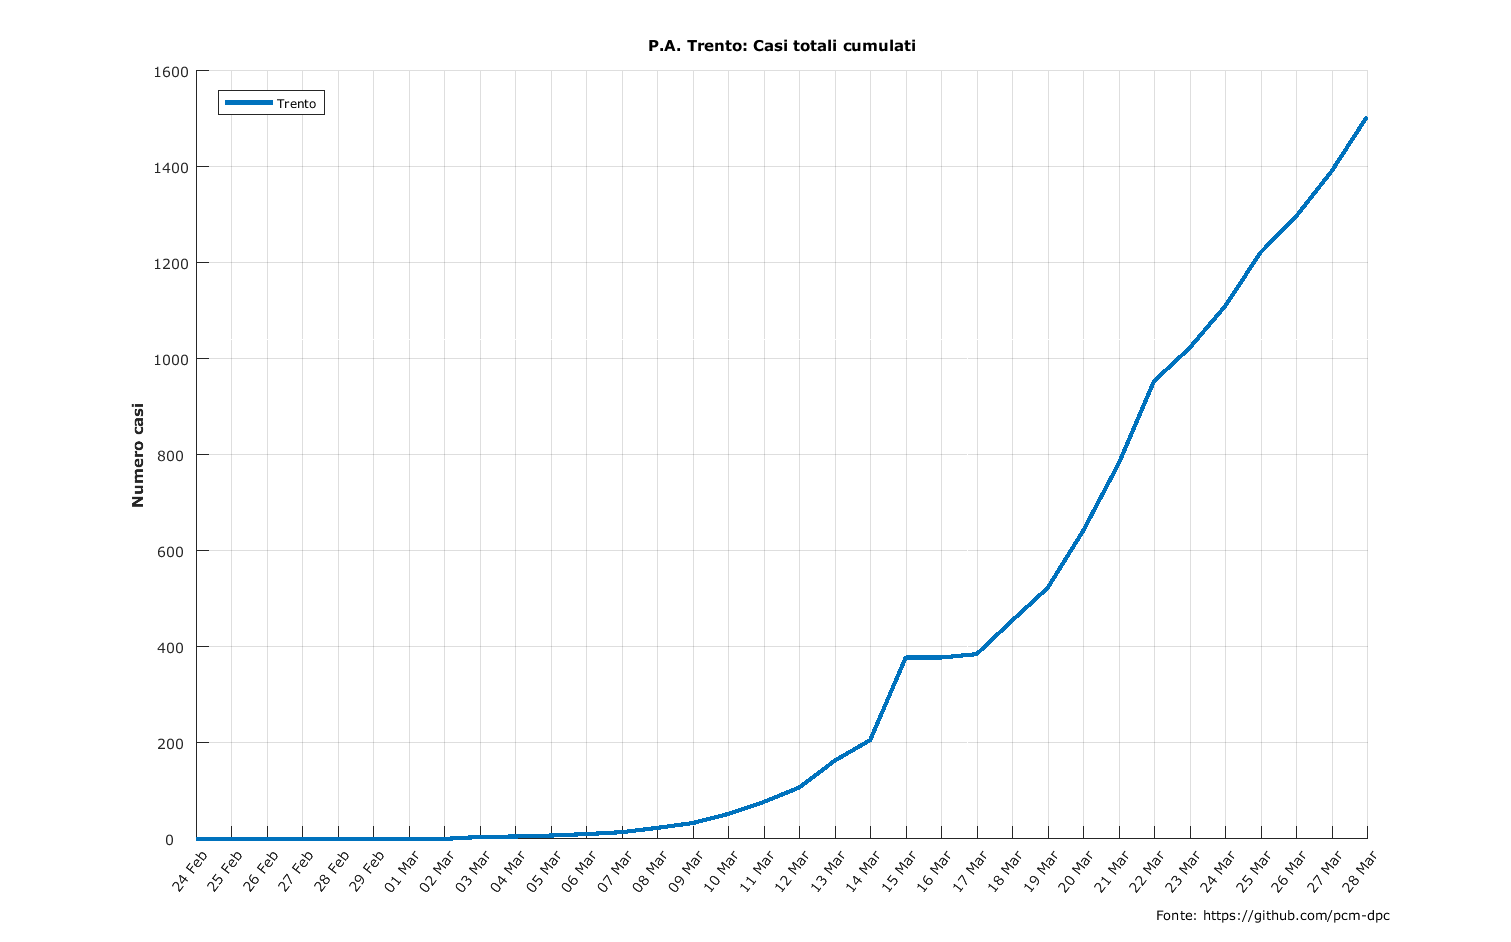 P.A. Trento: Casi totali cumulati
Trento
1600
1400
1200
1000
800
600
400
200
0
Numero casi
24 Feb
25 Feb
26 Feb
27 Feb
28 Feb
29 Feb
01 Mar
02 Mar
03 Mar
04 Mar
05 Mar
06 Mar
07 Mar
08 Mar
09 Mar
10 Mar
11 Mar
12 Mar
13 Mar
14 Mar
15 Mar
16 Mar
17 Mar
18 Mar
19 Mar
20 Mar
21 Mar
22 Mar
23 Mar
24 Mar
25 Mar
26 Mar
27 Mar
28 Mar
Fonte: https://github.com/pcm-dpc